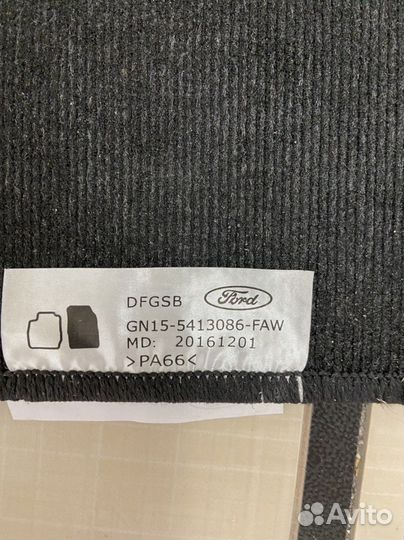 DFGSB Ford
GN15-5413086-FAW
MD: 20161201
>PA66<
Avito